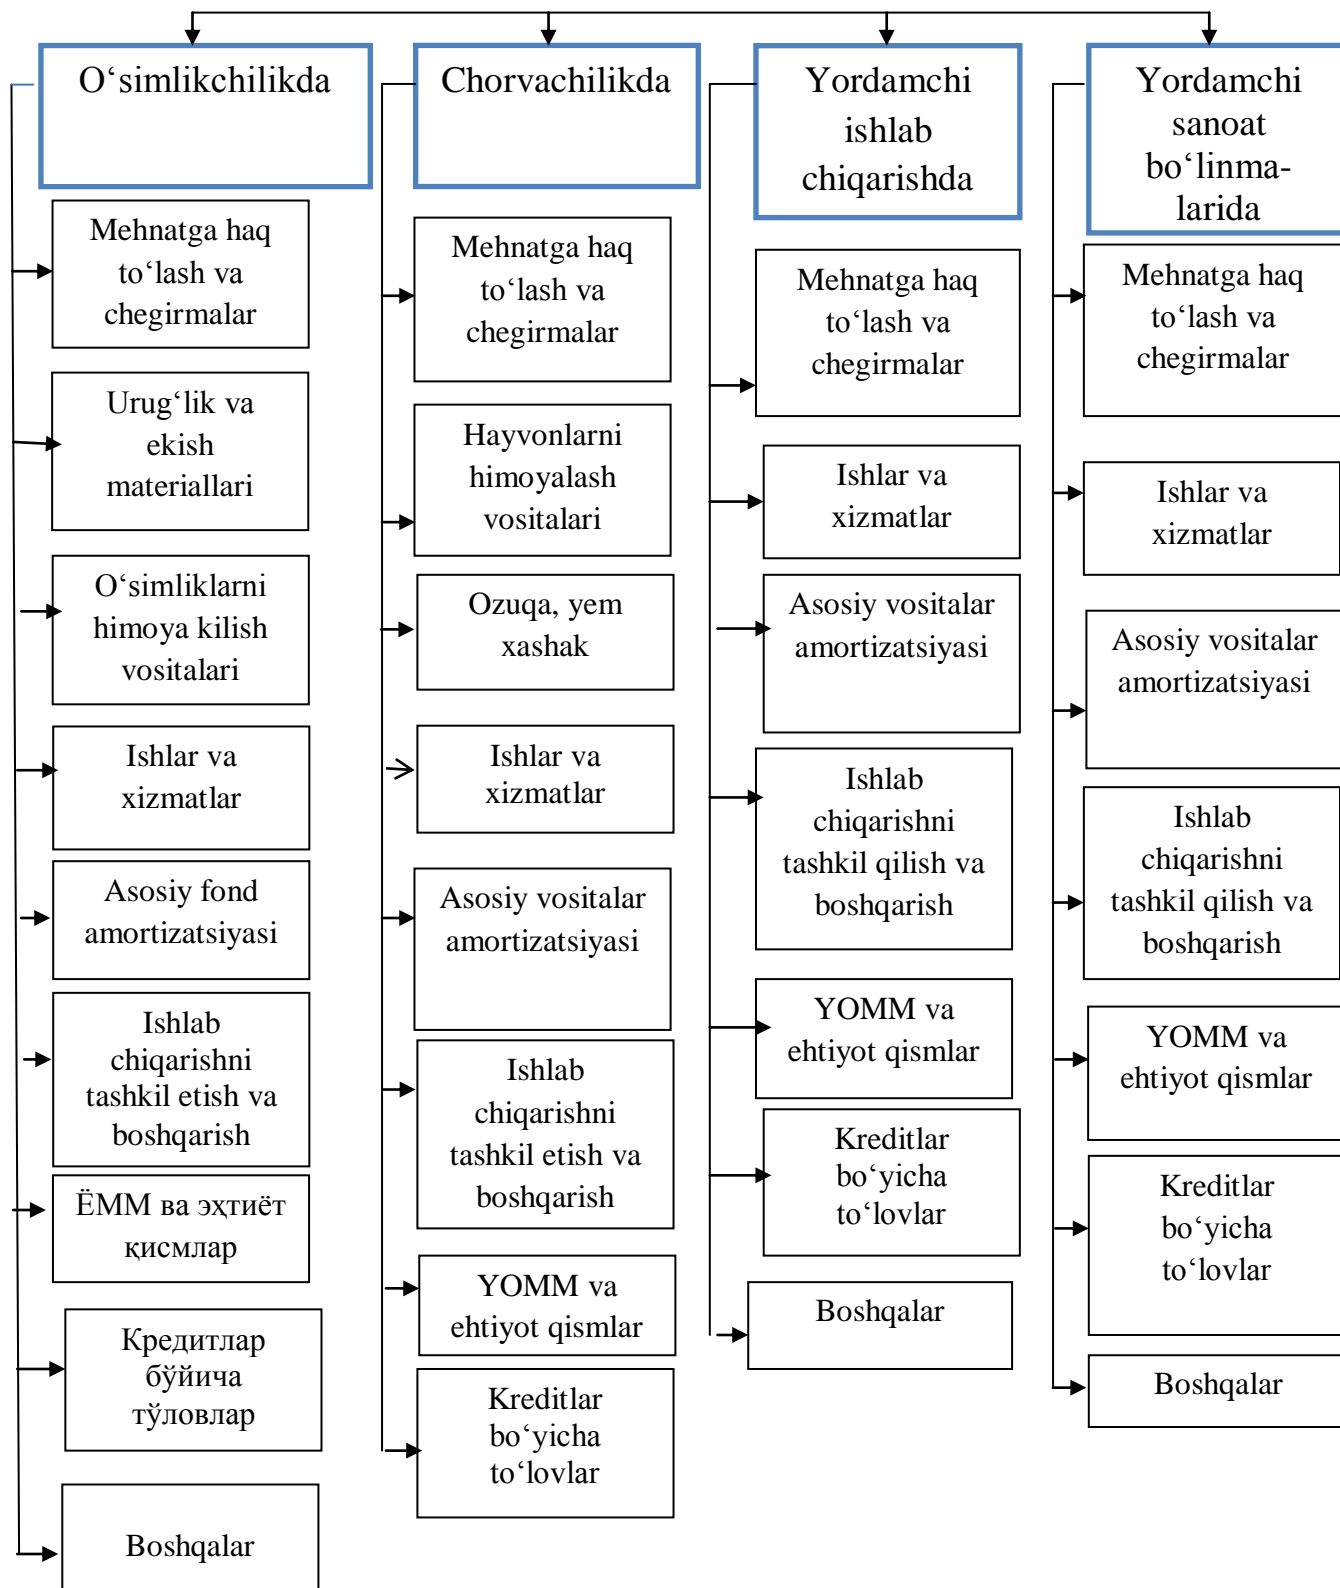 O‘simlikchilikda
Mehnatga haq
to‘lash va
chegirmalar
Urug‘lik va
ekish
materiallari
O‘simliklarni
himoya kilish
vositalari
Ishlar va
xizmatlar
Asosiy fond
amortizatsiyasi
Ishlab
chiqarishni
tashkil etish va
boshqarish
ЁММ ва эҳтиёт
қисмлар
Кредитлар
бўйича
тўловлар
Boshqalar
Chorvachilikda
Mehnatga haq
to‘lash va
chegirmalar
Hayvonlarni
himoyalash
vositalari
Ozuqa, yem
xashak
Ishlar va
xizmatlar
Asosiy vositalar
amortizatsiyasi
Ishlab
chiqarishni
tashkil etish va
boshqarish
YOMM va
ehtiyot qismlar
Kreditlar
bo‘yicha
to‘lovlar
Yordamchi
ishlab
chiqarishda
Mehnatga haq
to‘lash va
chegirmalar
Ishlar va
xizmatlar
Asosiy vositalar
amortizatsiyasi
Ishlab
chiqarishni
tashkil qilish va
boshqarish
YOMM va
ehtiyot qismlar
Kreditlar
bo‘yicha
to‘lovlar
Boshqalar
Yordamchi
sanoat
bo‘linma-
larida
Mehnatga haq
to‘lash va
chegirmalar
Ishlar va
xizmatlar
Asosiy vositalar
amortizatsiyasi
Ishlab
chiqarishni
tashkil qilish va
boshqarish
YOMM va
ehtiyot qismlar
Kreditlar
bo‘yicha
to‘lovlar
Boshqalar